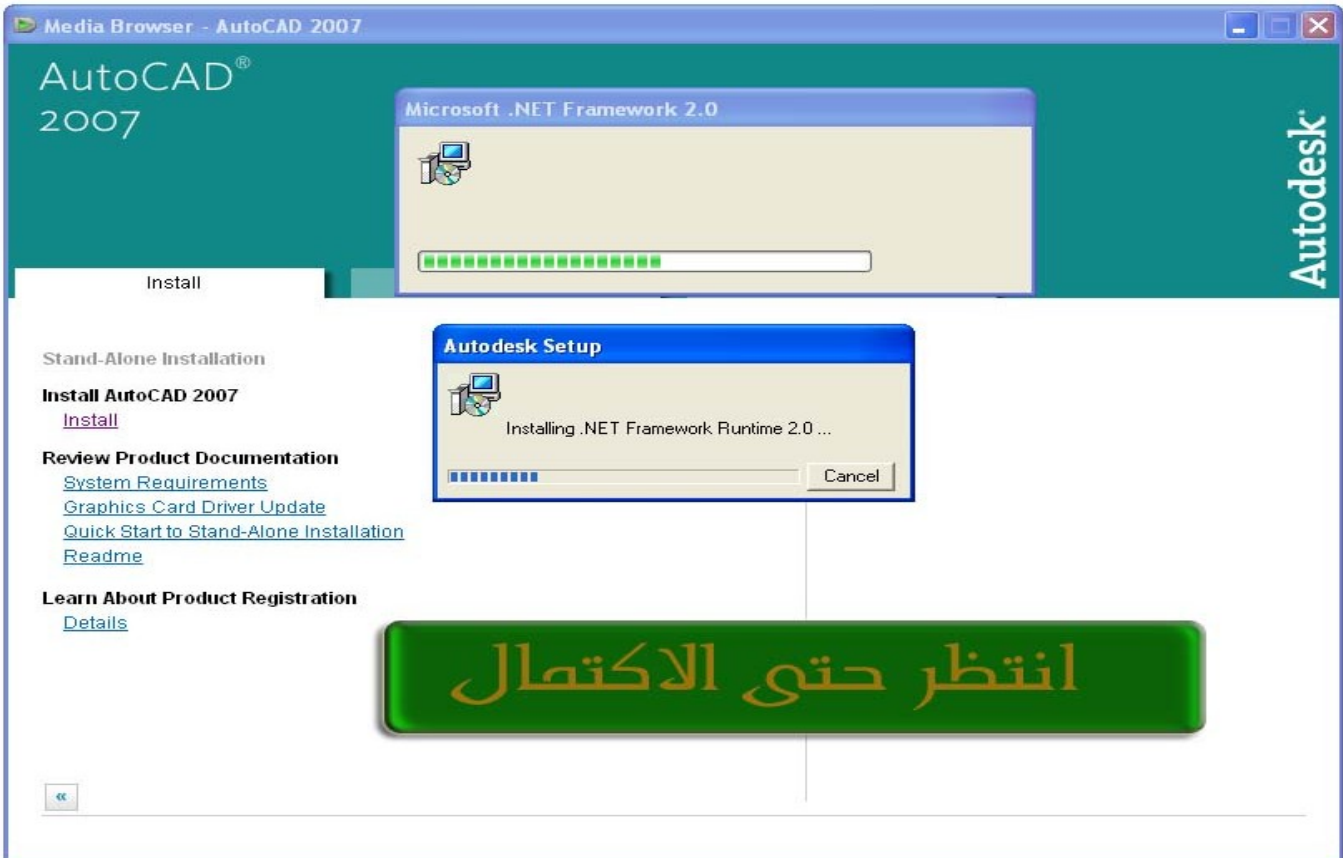 Media Browser - AutoCAD 2007
AutoCAD®
2007
Autodesk®
Microsoft .NET Framework 2.0
Install
Autodesk Setup
Installing .NET Framework Runtime 2.0 ...
Cancel
Stand-Alone Installation
Install AutoCAD 2007
Install
Review Product Documentation
System Requirements
Graphics Card Driver Update
Quick Start to Stand-Alone Installation
Readme
Learn About Product Registration
Details
انتظر حتى الاكتمال
«